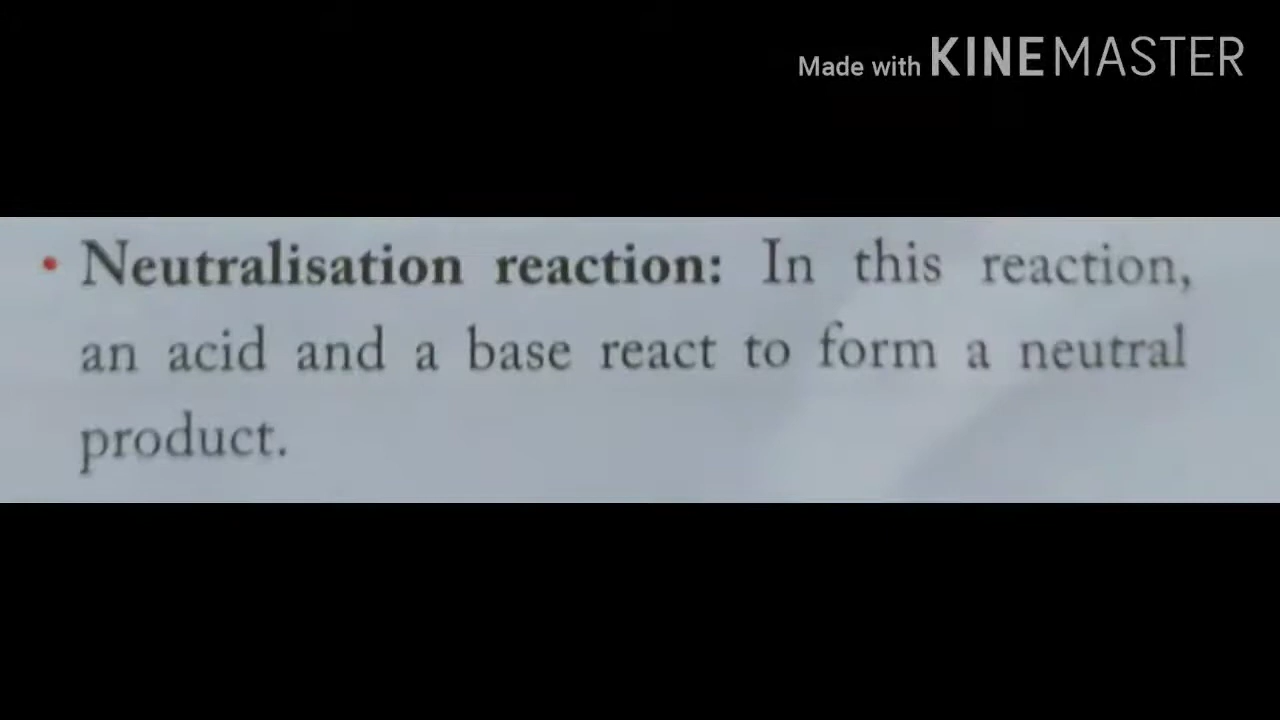 Made with KINEMASTER
• Neutralisation reaction: In this reaction,
an acid and a base react to form a neutral
product.